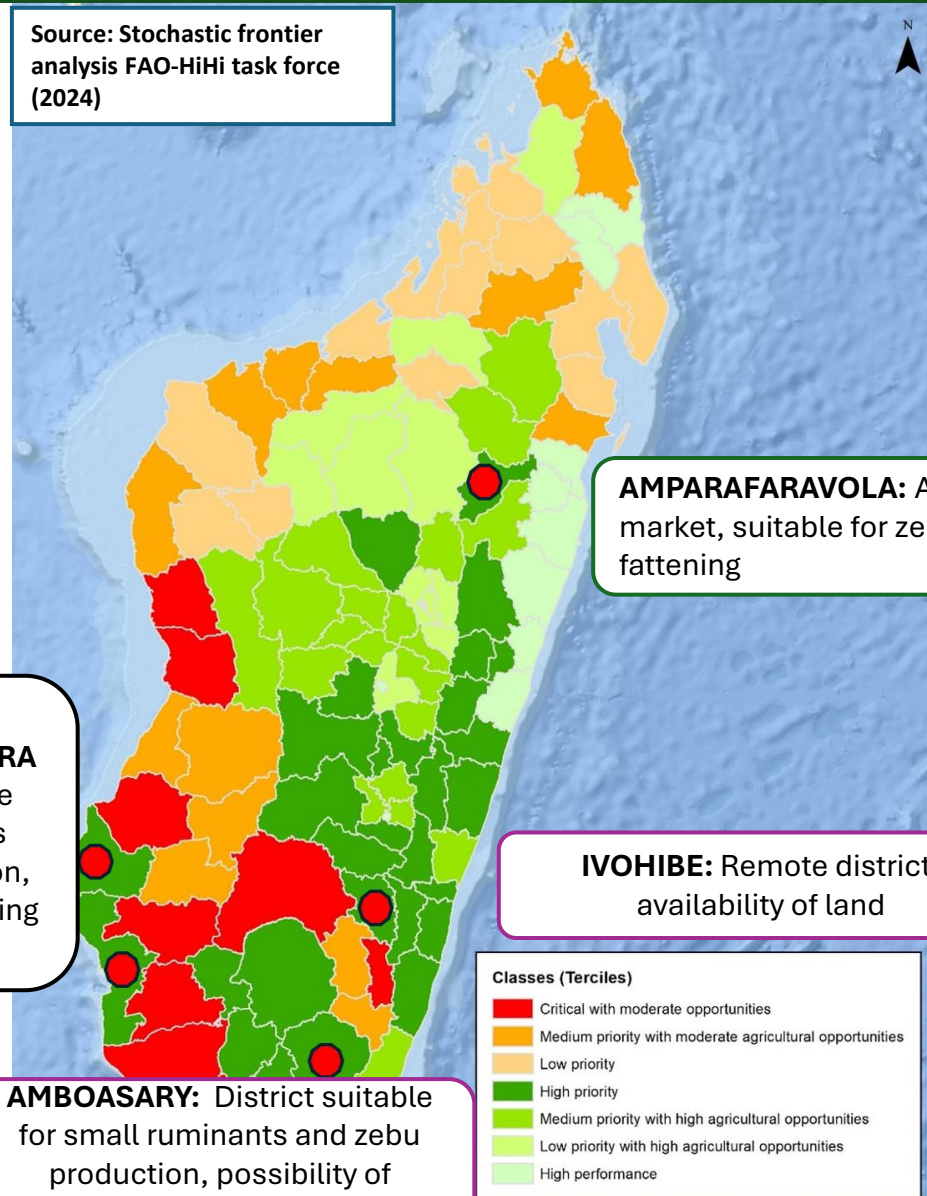 Source: Stochastic frontier
analysis FAO-HiHi task force
(2024)
N
AMPARAFARAVOLA: A
market, suitable for ze
fattening
RA
e
s
on,
ing
IVOHIBE: Remote district
availability of land
Classes (Terciles)
Critical with moderate opportunities
Medium priority with moderate agricultural opportunities
Low priority
High priority
Medium priority with high agricultural opportunities
Low priority with high agricultural opportunities
High performance
AMBOASARY: District suitable
for small ruminants and zebu
production, possibility of